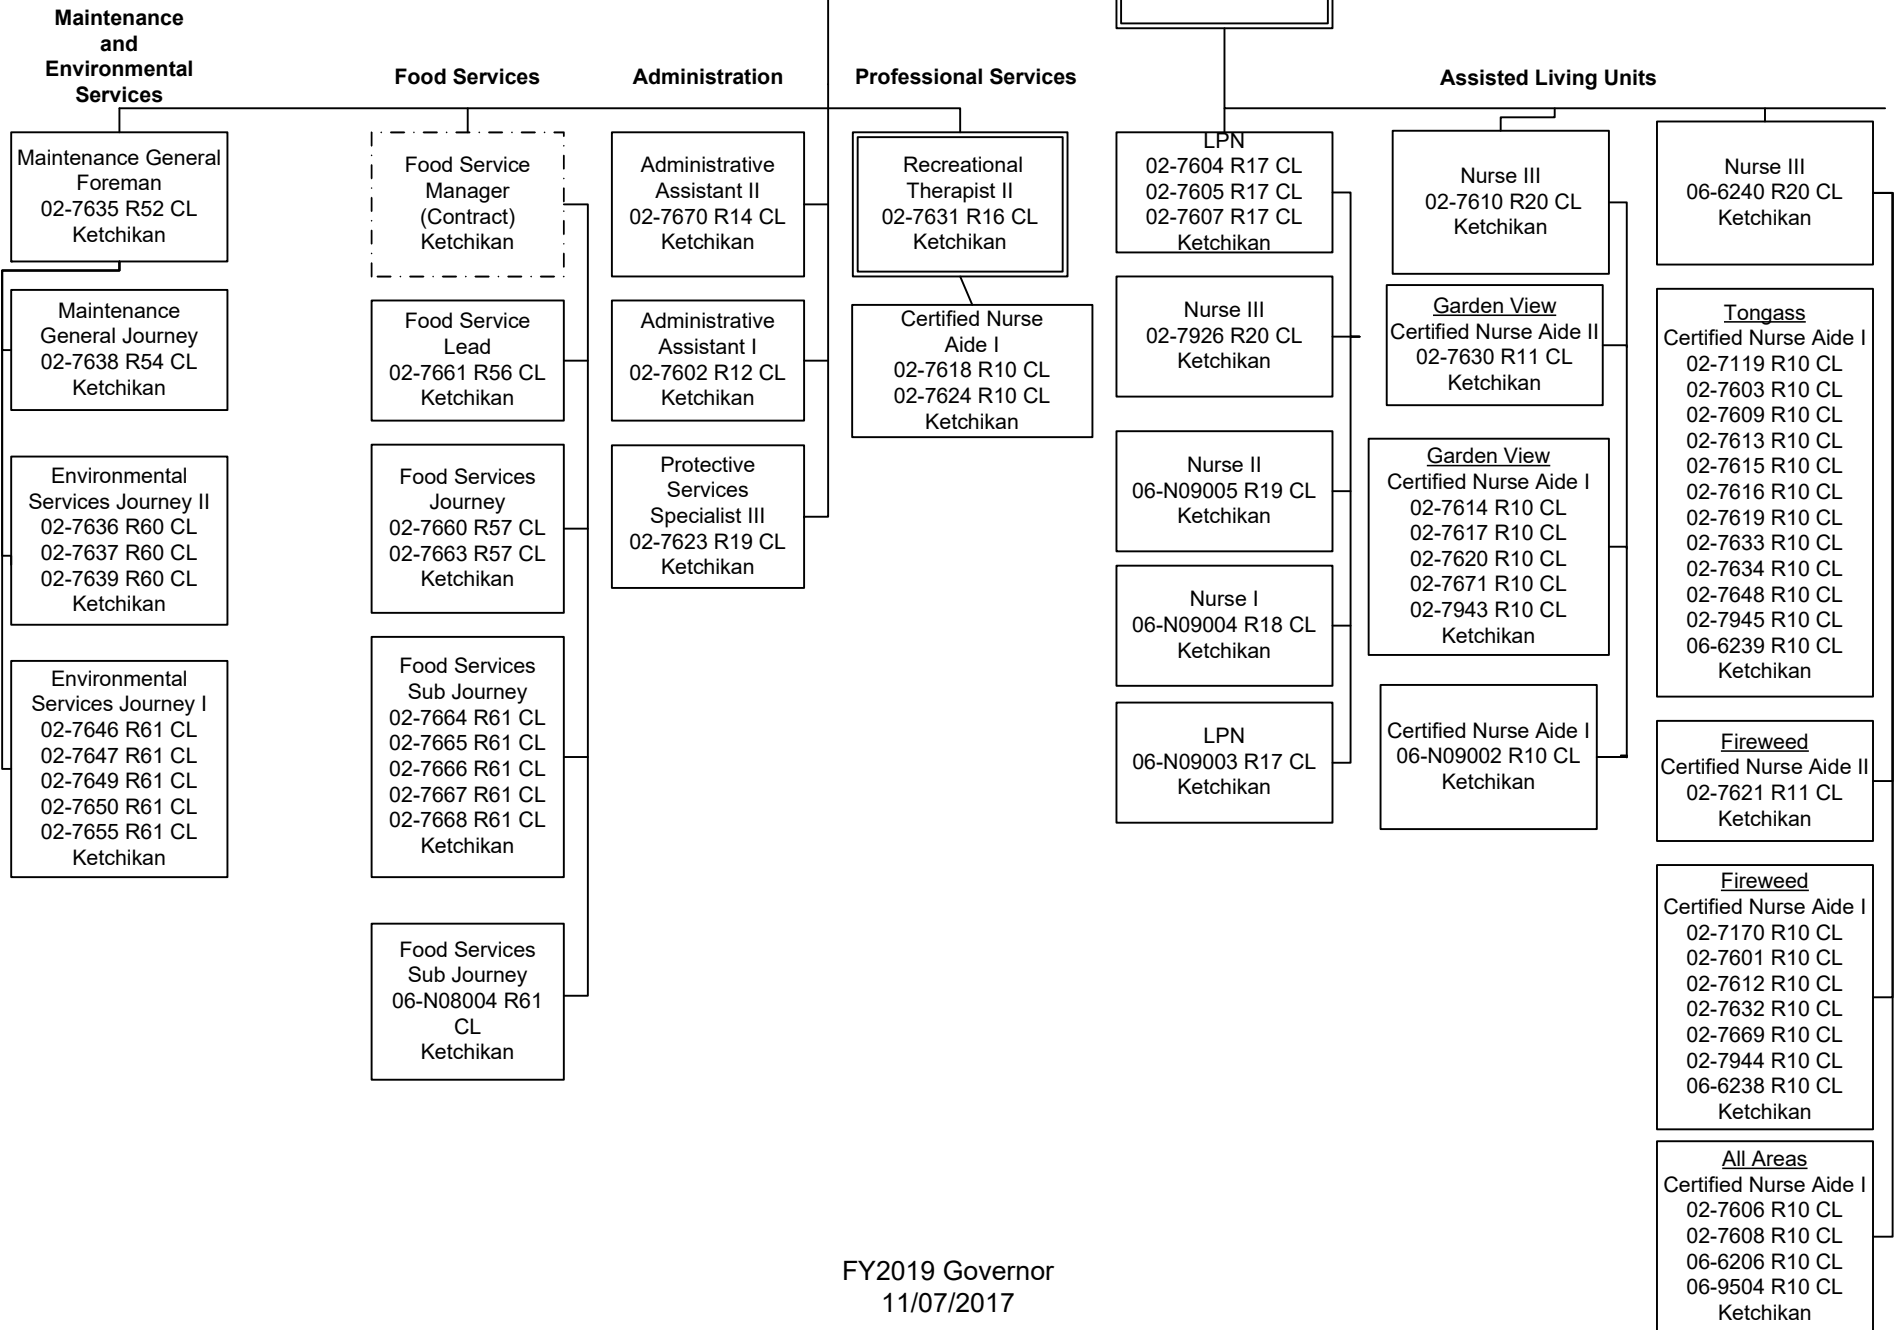 Maintenance
and
Environmental
Services
Food Services
Administration
Professional Services
Assisted Living Units
Maintenance General
Foreman
02-7635 R52 CL
Ketchikan
Maintenance
General Journey
02-7638 R54 CL
Ketchikan
Environmental
Services Journey II
02-7636 R60 CL
02-7637 R60 CL
02-7639 R60 CL
Ketchikan
Environmental
Services Journey I
02-7646 R61 CL
02-7647 R61 CL
02-7649 R61 CL
02-7650 R61 CL
02-7655 R61 CL
Ketchikan
Food Service
Manager
(Contract)
Ketchikan
Food Service
Lead
02-7661 R56 CL
Ketchikan
Food Services
Journey
02-7660 R57 CL
02-7663 R57 CL
Ketchikan
Food Services
Sub Journey
02-7664 R61 CL
02-7665 R61 CL
02-7666 R61 CL
02-7667 R61 CL
02-7668 R61 CL
Ketchikan
Food Services
Sub Journey
06-N08004 R61
CL
Ketchikan
Administrative
Assistant II
02-7670 R14 CL
Ketchikan
Administrative
Assistant I
02-7602 R12 CL
Ketchikan
Protective
Services
Specialist III
02-7623 R19 CL
Ketchikan
Recreational
Therapist II
02-7631 R16 CL
Ketchikan
Certified Nurse
Aide I
02-7618 R10 CL
02-7624 R10 CL
Ketchikan
LPN
02-7604 R17 CL
02-7605 R17 CL
02-7607 R17 CL
Ketchikan
Nurse III
02-7926 R20 CL
Ketchikan
Nurse II
06-N09005 R19 CL
Ketchikan
Nurse I
06-N09004 R18 CL
Ketchikan
LPN
06-N09003 R17 CL
Ketchikan
Nurse III
02-7610 R20 CL
Ketchikan
Garden View
Certified Nurse Aide II
02-7630 R11 CL
Ketchikan
Garden View
Certified Nurse Aide I
02-7614 R10 CL
02-7617 R10 CL
02-7620 R10 CL
02-7671 R10 CL
02-7943 R10 CL
Ketchikan
Certified Nurse Aide I
06-N09002 R10 CL
Ketchikan
Nurse III
06-6240 R20 CL
Ketchikan
Tongass
Certified Nurse Aide I
02-7119 R10 CL
02-7603 R10 CL
02-7609 R10 CL
02-7613 R10 CL
02-7615 R10 CL
02-7616 R10 CL
02-7619 R10 CL
02-7633 R10 CL
02-7634 R10 CL
02-7648 R10 CL
02-7945 R10 CL
06-6239 R10 CL
Ketchikan
Fireweed
Certified Nurse Aide II
02-7621 R11 CL
Ketchikan
Fireweed
Certified Nurse Aide I
02-7170 R10 CL
02-7601 R10 CL
02-7612 R10 CL
02-7632 R10 CL
02-7669 R10 CL
02-7944 R10 CL
06-6238 R10 CL
Ketchikan
All Areas
Certified Nurse Aide I
02-7606 R10 CL
02-7608 R10 CL
06-6206 R10 CL
06-9504 R10 CL
Ketchikan
FY2019 Governor
11/07/2017